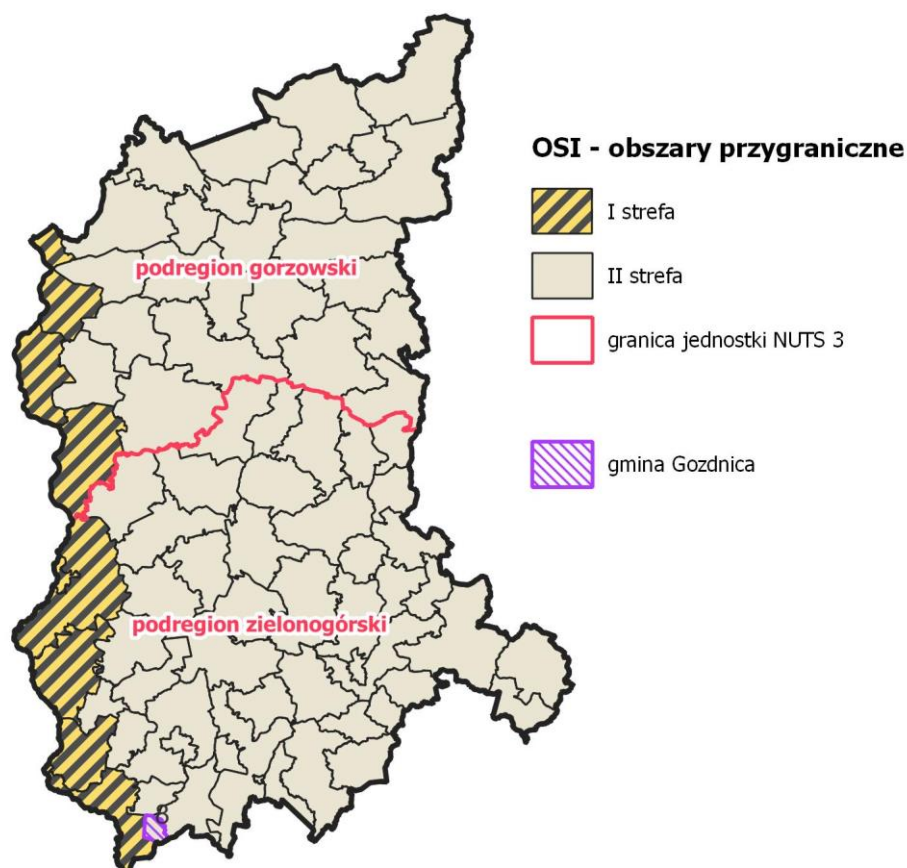 OSI - obszary przygraniczne
I strefa
II strefa
granica jednostki NUTS 3
gmina Gozdnica
podregion gorzowski
podregion zielonogórski